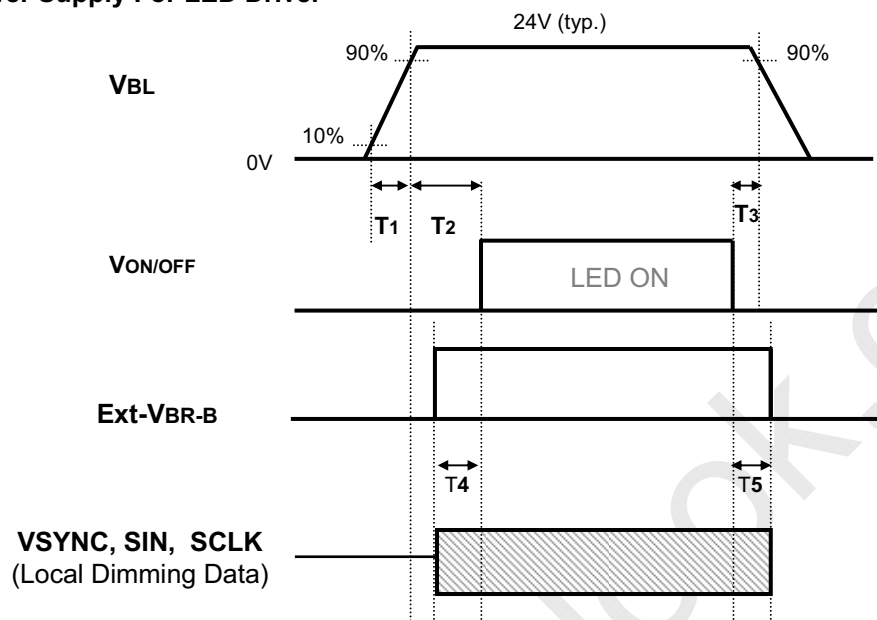 24V (typ.)
90%
90%
VBL
10%
0V
T1 T2 T3
VON/OFF
LED ON
Ext-VBR-B
T4 T5
VSYNC, SIN, SCLK
(Local Dimming Data)